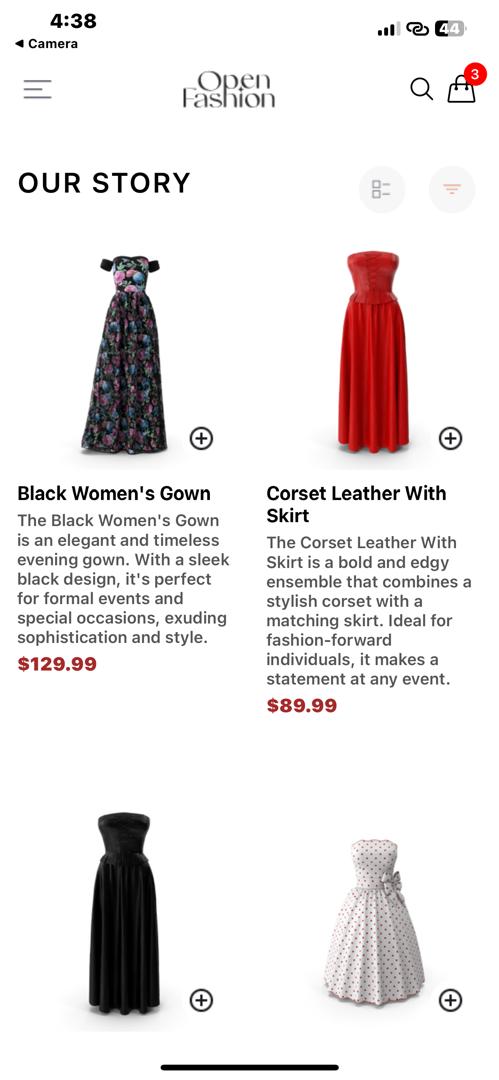 4:38
44
◀ Camera
Open
Fashion
3
OUR STORY
Black Women's Gown
The Black Women's Gown
is an elegant and timeless
evening gown. With a sleek
black design, it's perfect
for formal events and
special occasions, exuding
sophistication and style.
$129.99
Corset Leather With
Skirt
The Corset Leather With
Skirt is a bold and edgy
ensemble that combines a
stylish corset with a
matching skirt. Ideal for
fashion-forward
individuals, it makes a
statement at any event.
$89.99